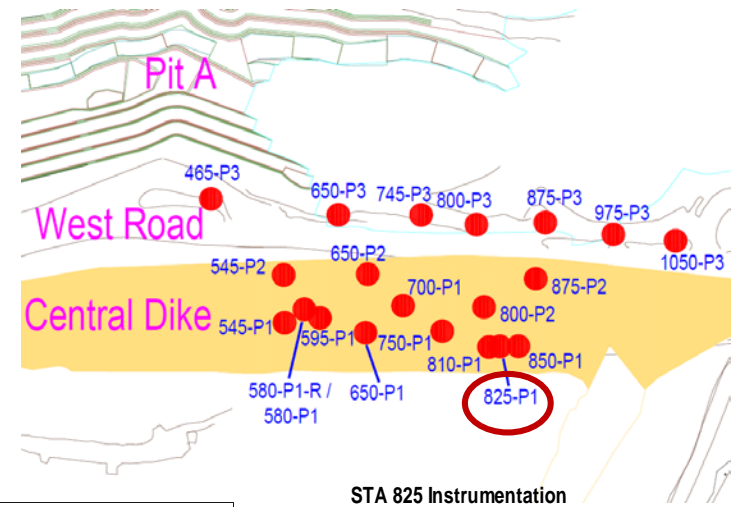 Pit A
465-P3
650-P3
745-P3
800-P3
875-P3
975-P3
1050-P3
West Road
545-P2
650-P2
875-P2
700-P1
800-P2
Central Dike
545-P1
595-P1
750-P1
810-P1
850-P1
580-P1-R /
580-P1
650-P1
825-P1
STA 825 Instrumentation